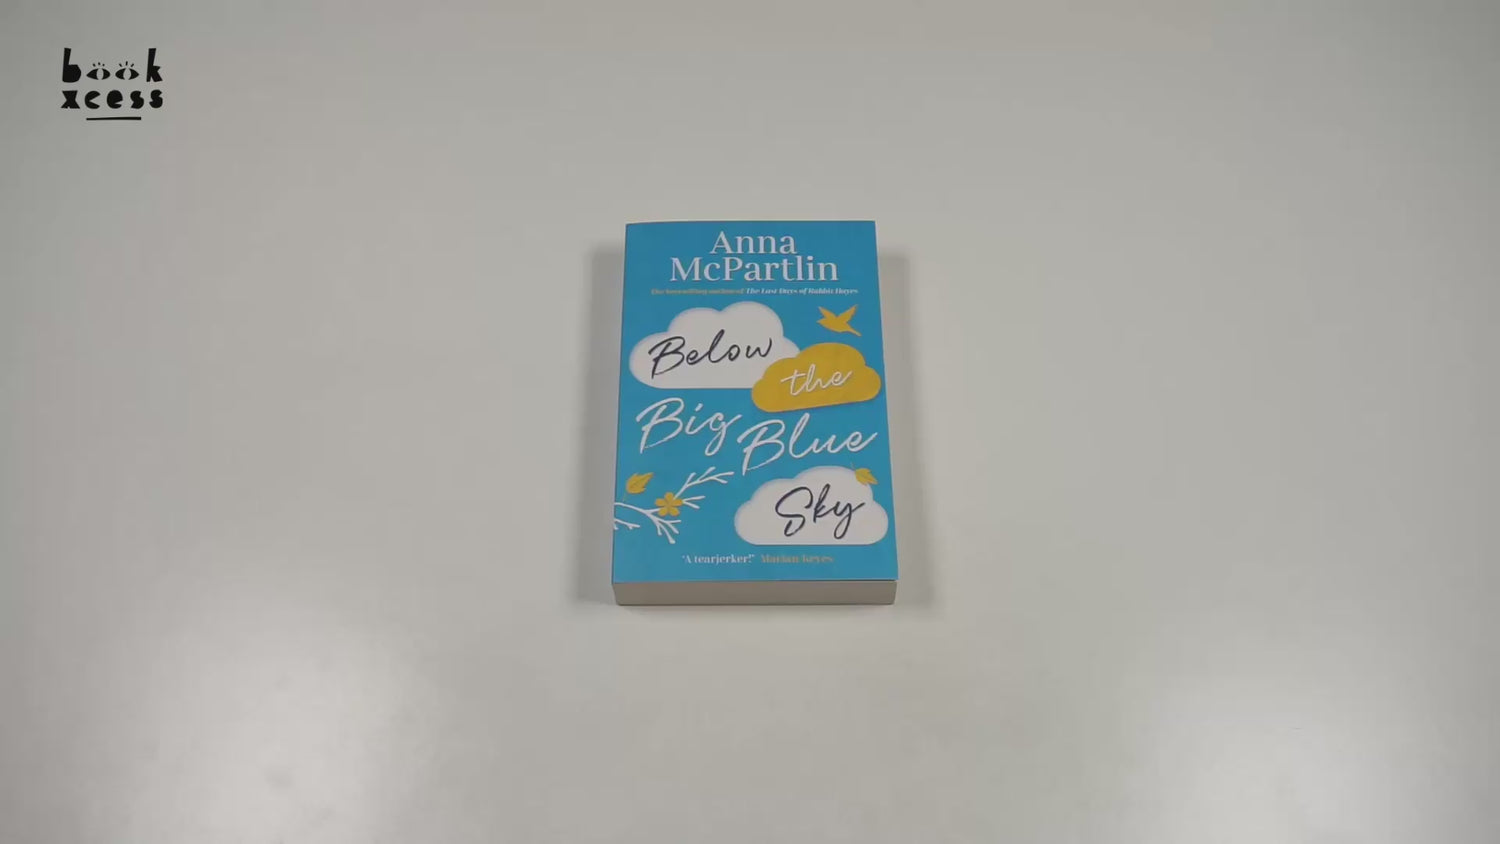 book
xcess
Anna
McPartlin
The bestselling author of The Last Days of Rabbit Hayes
Below
the
Big
Blue
Sky
'A tearjerker!' Marian Keyes